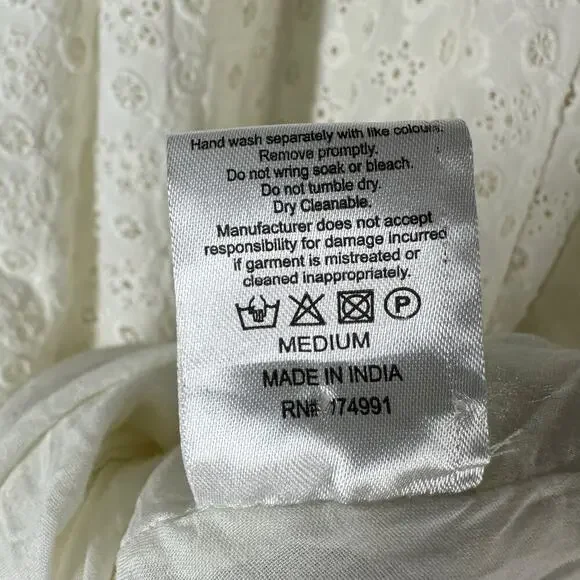 Hand wash separately with like colours.
Remove promptly.
Do not wring soak or bleach.
Do not tumble dry.
Dry Cleanable.
Manufacturer does not accept
responsibility for damage incurred
if garment is mistreated or
cleaned inappropriately.
P
MEDIUM
MADE IN INDIA
RN# 174991